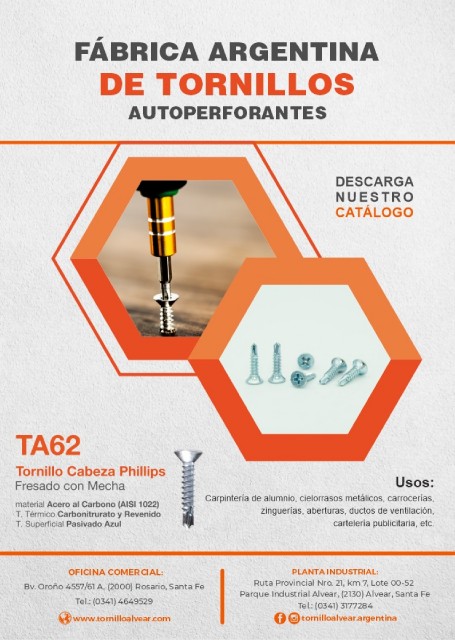 FÁBRICA ARGENTINA
DE TORNILLOS
AUTOPERFORANTES
DESCARGA
NUESTRO
CATÁLOGO
TA62
Tornillo Cabeza Phillips
Fresado con Mecha
material Acero al Carbono (AISI 1022)
T. Térmico Carbonitrurato y Revenido
T. Superficial Pasivado Azul
Usos:
Carpintería de alumnio, cielorrasos metálicos, carrocerías,
zinguerías, aberturas, ductos de ventilación,
cartelería publicitaria, etc.
OFICINA COMERCIAL:
Bv. Oroño 4557/61 A, (2000) Rosario, Santa Fe
Tel.: (0341) 4649529
www.tornilloalvear.com
PLANTA INDUSTRIAL:
Ruta Provincial Nro. 21, km 7, Lote 00-52
Parque Industrial Alvear, (2130) Alvear, Santa Fe
Tel.: (0341) 3177284
tornilloalvear.argentina